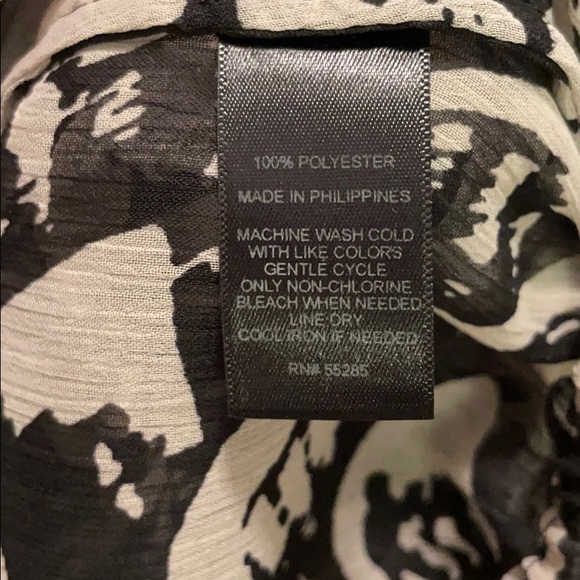 100% POLYESTER
MADE IN PHILIPPINES
MACHINE WASH COLD
WITH LIKE COLORS
GENTLE CYCLE
ONLY NON-CHLORINE
BLEACH WHEN NEEDED
LINE DRY
COOL IRON IF NEEDED
RN# 55285